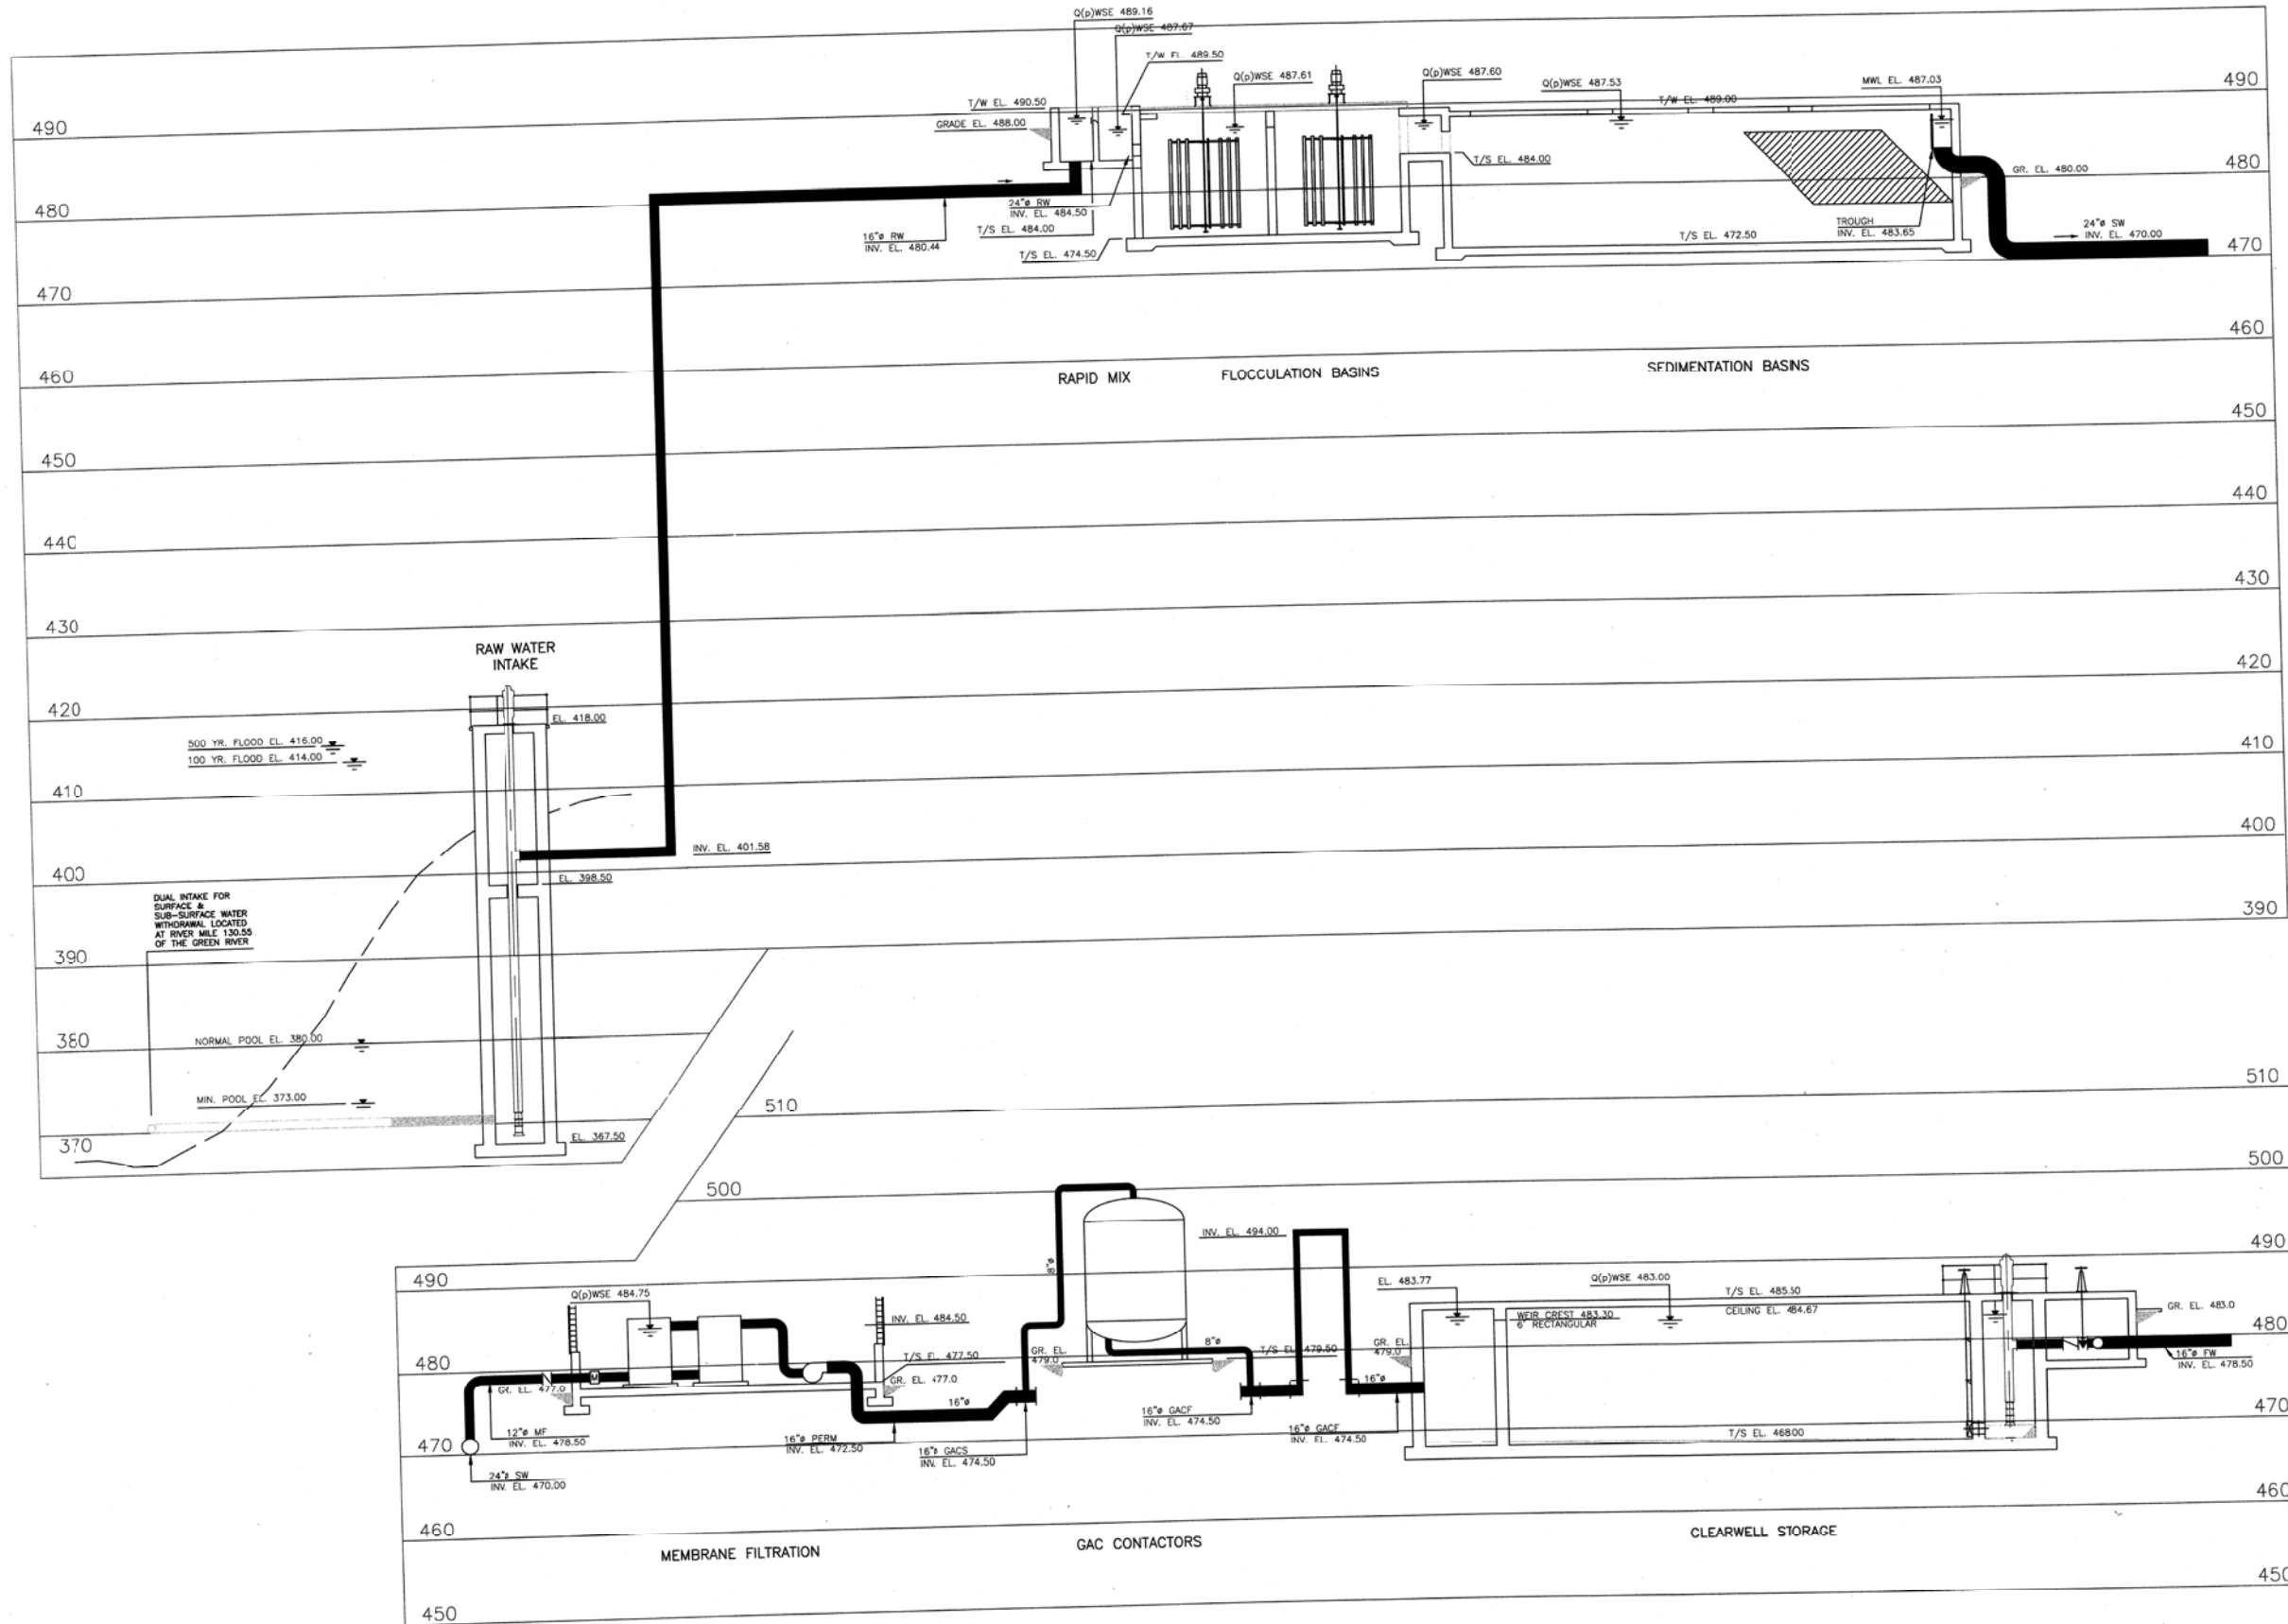 Q(p)WSE 489.16
Q(p)WSE 487.67
T/W EL. 489.50
Q(p)WSE 487.61
Q(p)WSE 487.60
Q(p)WSE 487.53
MWL EL. 487.03
490
T/W EL. 490.50
T/W EL. 489.00
490
GRADE EL. 488.00
T/S EL. 484.00
GR. EL. 480.00
480
480
24"ø RW
INV. EL. 484.50
T/S EL. 484.00
16"ø RW
INV. EL. 480.44
T/S EL. 474.50
T/S EL. 472.50
TROUGH
INV. EL. 483.65
24"ø SW
INV. EL. 470.00
470
470
460
460
RAPID MIX
FLOCCULATION BASINS
SEDIMENTATION BASINS
450
450
440
440
430
430
RAW WATER
INTAKE
420
420
EL. 418.00
500 YR. FLOOD EL. 416.00
100 YR. FLOOD EL. 414.00
410
410
INV. EL. 401.58
400
400
EL. 398.50
DUAL INTAKE FOR
SURFACE &
SUB-SURFACE WATER
WITHDRAWAL LOCATED
AT RIVER MILE 130.55
OF THE GREEN RIVER
390
390
380
NORMAL POOL EL. 380.00
MIN. POOL EL. 373.00
370
EL. 367.50
510
510
500
500
INV. EL. 494.00
490
490
Q(p)WSE 484.75
8"ø
EL. 483.77
Q(p)WSE 483.00
T/S EL. 485.50
CEILING EL. 484.67
WEIR CREST 483.30
6' RECTANGULAR
GR. EL. 483.0
INV. EL. 484.50
480
480
T/S EL. 477.50
GR. EL.
479.0
8"ø
T/S EL. 479.50
GR. EL.
479.0
16"ø FW
INV. EL. 478.50
GR. EL. 477.0
GR. EL. 477.0
16"ø
16"ø
12"ø MF
INV. EL. 478.50
16"ø PERM
INV. EL. 472.50
16"ø GACS
INV. EL. 474.50
16"ø GACF
INV. EL. 474.50
16"ø GACF
INV. EL. 474.50
T/S EL. 468.00
470
470
24"ø SW
INV. EL. 470.00
M
460
460
MEMBRANE FILTRATION
GAC CONTACTORS
CLEARWELL STORAGE
450
450